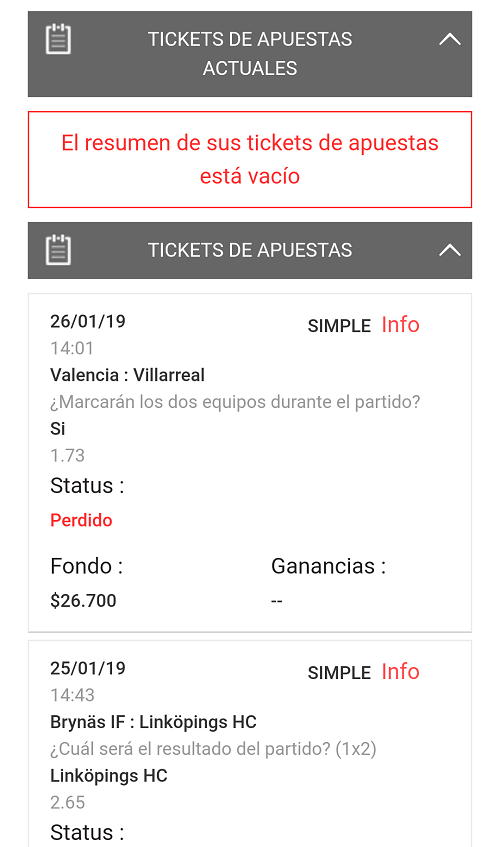 TICKETS DE APUESTAS
ACTUALES
El resumen de sus tickets de apuestas
está vacío
TICKETS DE APUESTAS
26/01/19
SIMPLE Info
14:01
Valencia : Villarreal
¿Marcarán los dos equipos durante el partido?
Si
1.73
Status :
Perdido
Fondo :
Ganancias :
$26.700
--
25/01/19
SIMPLE Info
14:43
Brynäs IF : Linköpings HC
¿Cuál será el resultado del partido? (1x2)
Linköpings HC
2.65
Status :